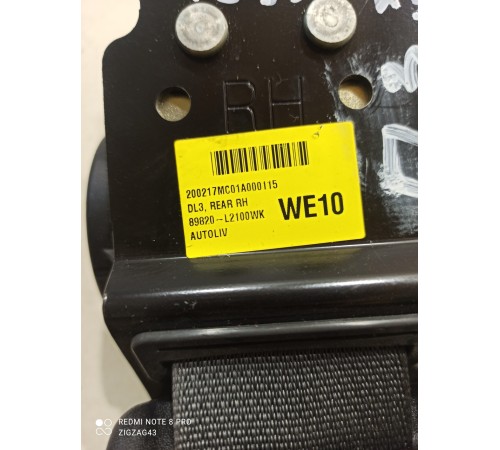 RH
200217MC01A000115
DL3, REAR RH
89820-L2100WK
WE10
AUTOLIV
REDMI NOTE 8 PRO
ZIGZAG43